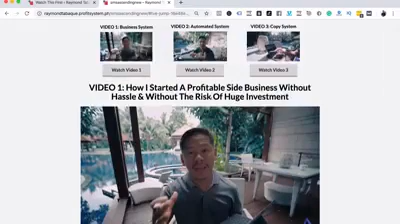 VIDEO 1: Business System
VIDEO 2: Automated System
VIDEO 3: Copy System
Watch Video 1
Watch Video 2
Watch Video 3
VIDEO 1: How I Started A Profitable Side Business Without
Hassle & Without The Risk Of Huge Investment